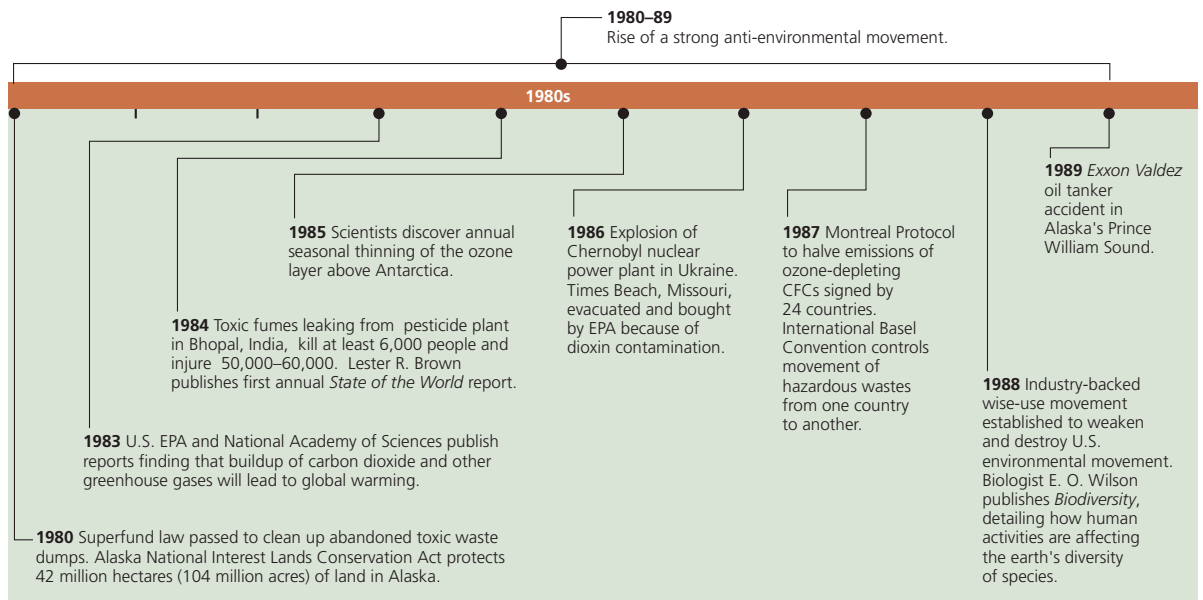 1980–89
Rise of a strong anti-environmental movement.
1980s
1989 Exxon Valdez
oil tanker
accident in
Alaska's Prince
William Sound.
1985 Scientists discover annual
seasonal thinning of the ozone
layer above Antarctica.
1986 Explosion of
Chernobyl nuclear
power plant in Ukraine.
Times Beach, Missouri,
evacuated and bought
by EPA because of
dioxin contamination.
1987 Montreal Protocol
to halve emissions of
ozone-depleting
CFCs signed by
24 countries.
International Basel
Convention controls
movement of
hazardous wastes
from one country
to another.
1984 Toxic fumes leaking from pesticide plant
in Bhopal, India, kill at least 6,000 people and
injure 50,000–60,000. Lester R. Brown
publishes first annual State of the World report.
1988 Industry-backed
wise-use movement
established to weaken
and destroy U.S.
environmental movement.
Biologist E. O. Wilson
publishes Biodiversity,
detailing how human
activities are affecting
the earth's diversity
of species.
1983 U.S. EPA and National Academy of Sciences publish
reports finding that buildup of carbon dioxide and other
greenhouse gases will lead to global warming.
1980 Superfund law passed to clean up abandoned toxic waste
dumps. Alaska National Interest Lands Conservation Act protects
42 million hectares (104 million acres) of land in Alaska.